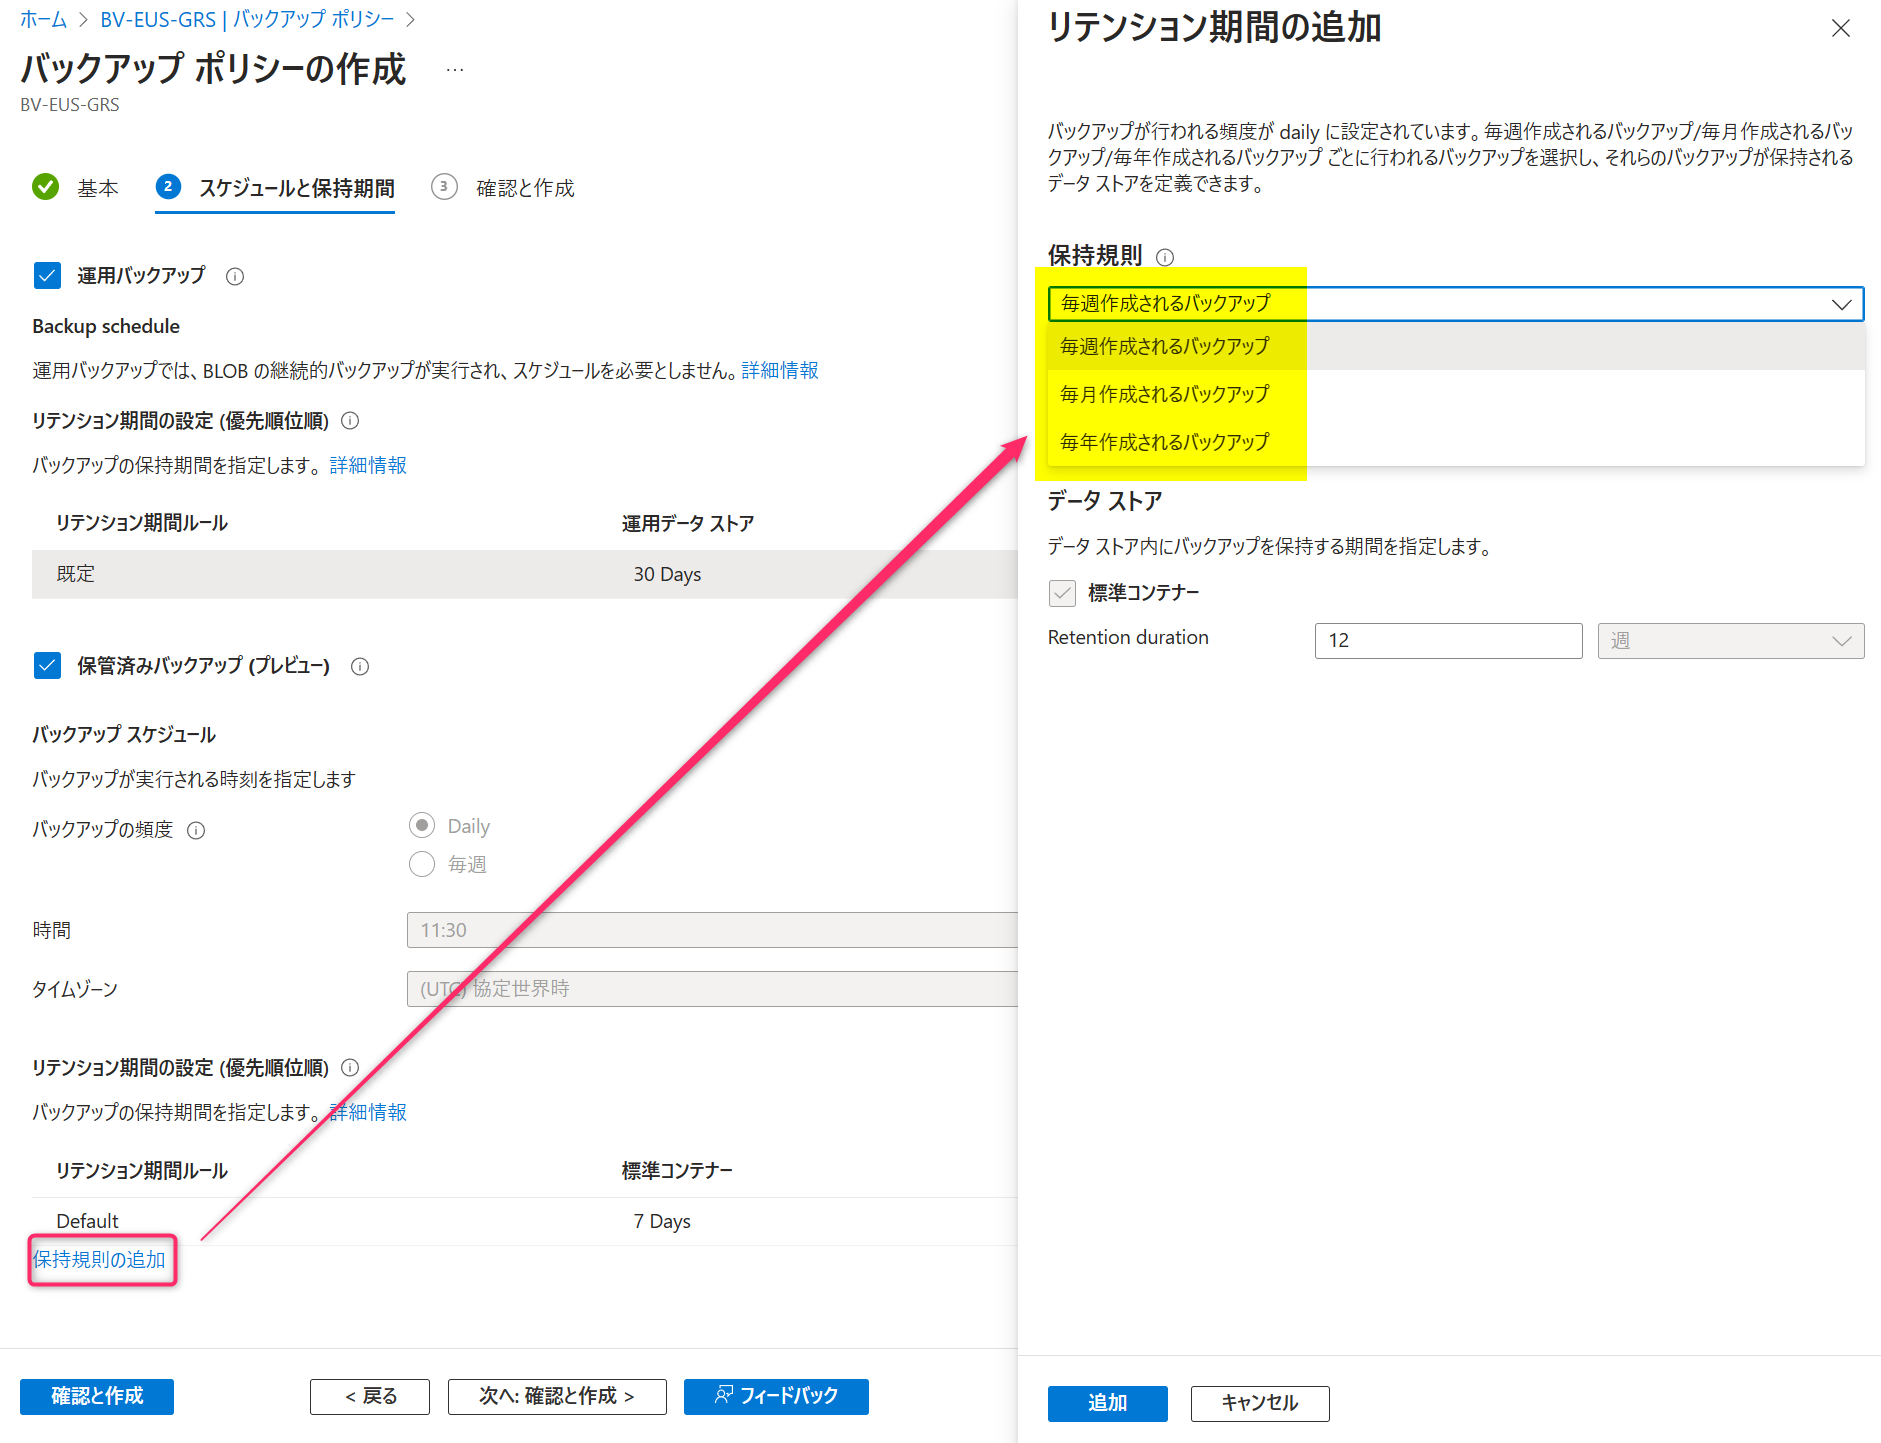 ホーム > BV-EUS-GRS | バックアップ ポリシー >
バックアップ ポリシーの作成 …
BV-EUS-GRS
基本
2 スケジュールと保持期間
3 確認と作成
運用バックアップ
Backup schedule
運用バックアップでは、BLOB の継続的バックアップが実行され、スケジュールを必要としません。詳細情報
リテンション期間の設定 (優先順位順)
バックアップの保持期間を指定します。詳細情報
リテンション期間ルール 運用データ ストア
既定 30 Days
保管済みバックアップ (プレビュー)
バックアップ スケジュール
バックアップが実行される時刻を指定します
バックアップの頻度
Daily
毎週
時間 11:30
タイムゾーン (UTC) 協定世界時
リテンション期間の設定 (優先順位順)
バックアップの保持期間を指定します。詳細情報
リテンション期間ルール 標準コンテナー
Default 7 Days
保持規則の追加
確認と作成
< 戻る
次へ: 確認と作成 >
フィードバック
リテンション期間の追加
バックアップが行われる頻度が daily に設定されています。毎週作成されるバックアップ/毎月作成されるバッ
クアップ/毎年作成されるバックアップ ごとに行われるバックアップを選択し、それらのバックアップが保持される
データ ストアを定義できます。
保持規則
毎週作成されるバックアップ
毎週作成されるバックアップ
毎月作成されるバックアップ
毎年作成されるバックアップ
データ ストア
データ ストア内にバックアップを保持する期間を指定します。
標準コンテナー
Retention duration 12 週
追加
キャンセル